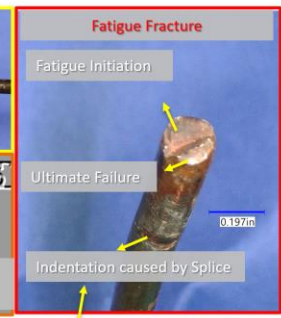 Fatigue Fracture
Fatigue Initiation
Ultimate Failure
0.197in
Indentation caused by Splice